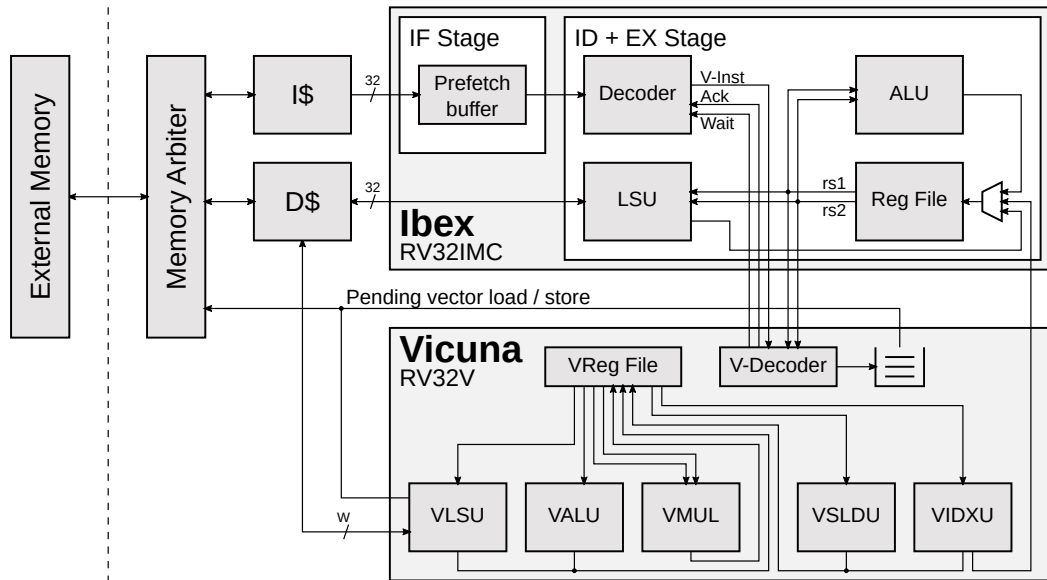 External Memory
Memory Arbiter
I$
32
D$
32
IF Stage
Prefetch
buffer
ID + EX Stage
Decoder
V-Inst
Ack
Wait
ALU
LSU
rs1
rs2
Reg File
Ibex
RV32IMC
Pending vector load / store
Vicuna
RV32V
VReg File
V-Decoder
W
VLSU
VALU
VMUL
VSLDU
VIDXU